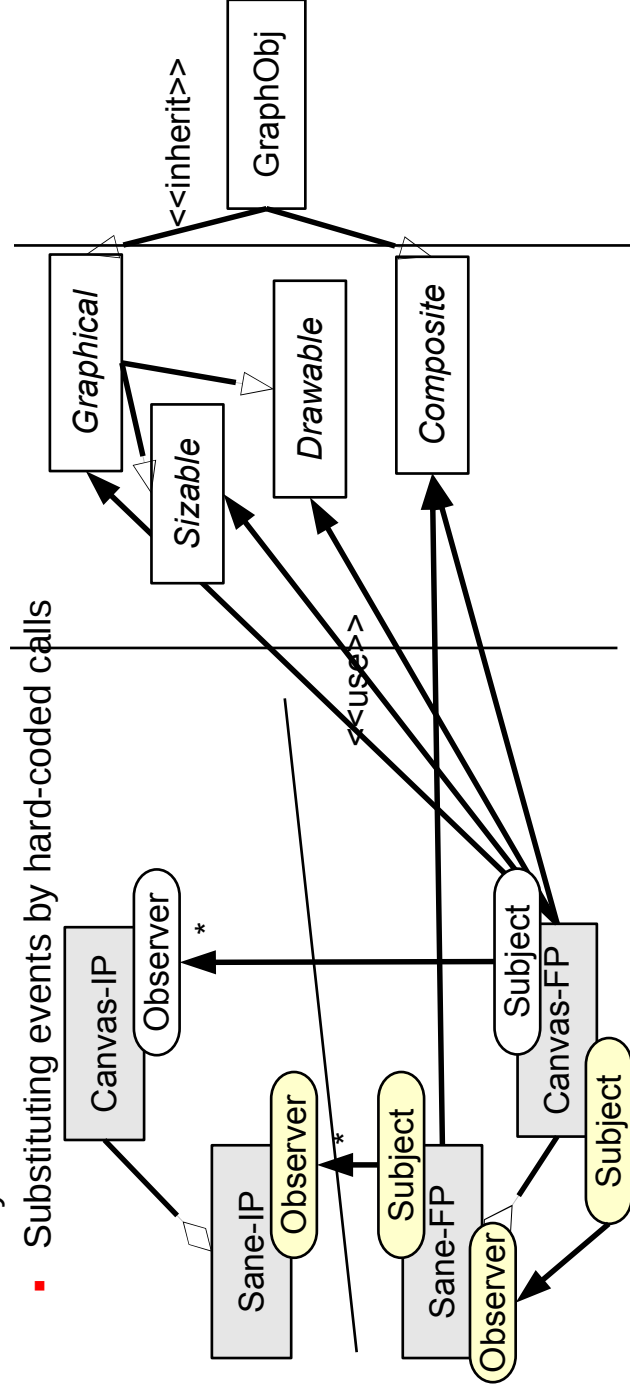 ▪ Substituting events by hard-coded calls
Canvas-IP
Observer
*
Sane-IP
Observer
*
Subject
Sane-FP
Observer
Subject
Canvas-FP
Subject
<<use>>
Graphical
Sizable
Drawable
Composite
<<inherit>>
GraphObj